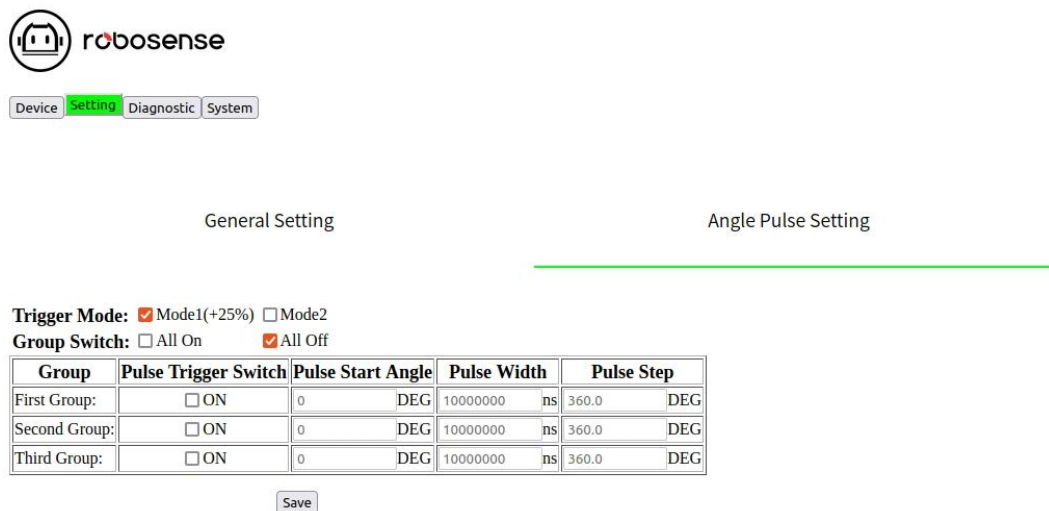 robosense
Device Setting Diagnostic System
General Setting Angle Pulse Setting
Trigger Mode: Mode1(+25%) Mode2
Group Switch: All On All Off
Group Pulse Trigger Switch Pulse Start Angle Pulse Width Pulse Step
First Group: ON 0 DEG 10000000 ns 360.0 DEG
Second Group: ON 0 DEG 10000000 ns 360.0 DEG
Third Group: ON 0 DEG 10000000 ns 360.0 DEG
Save